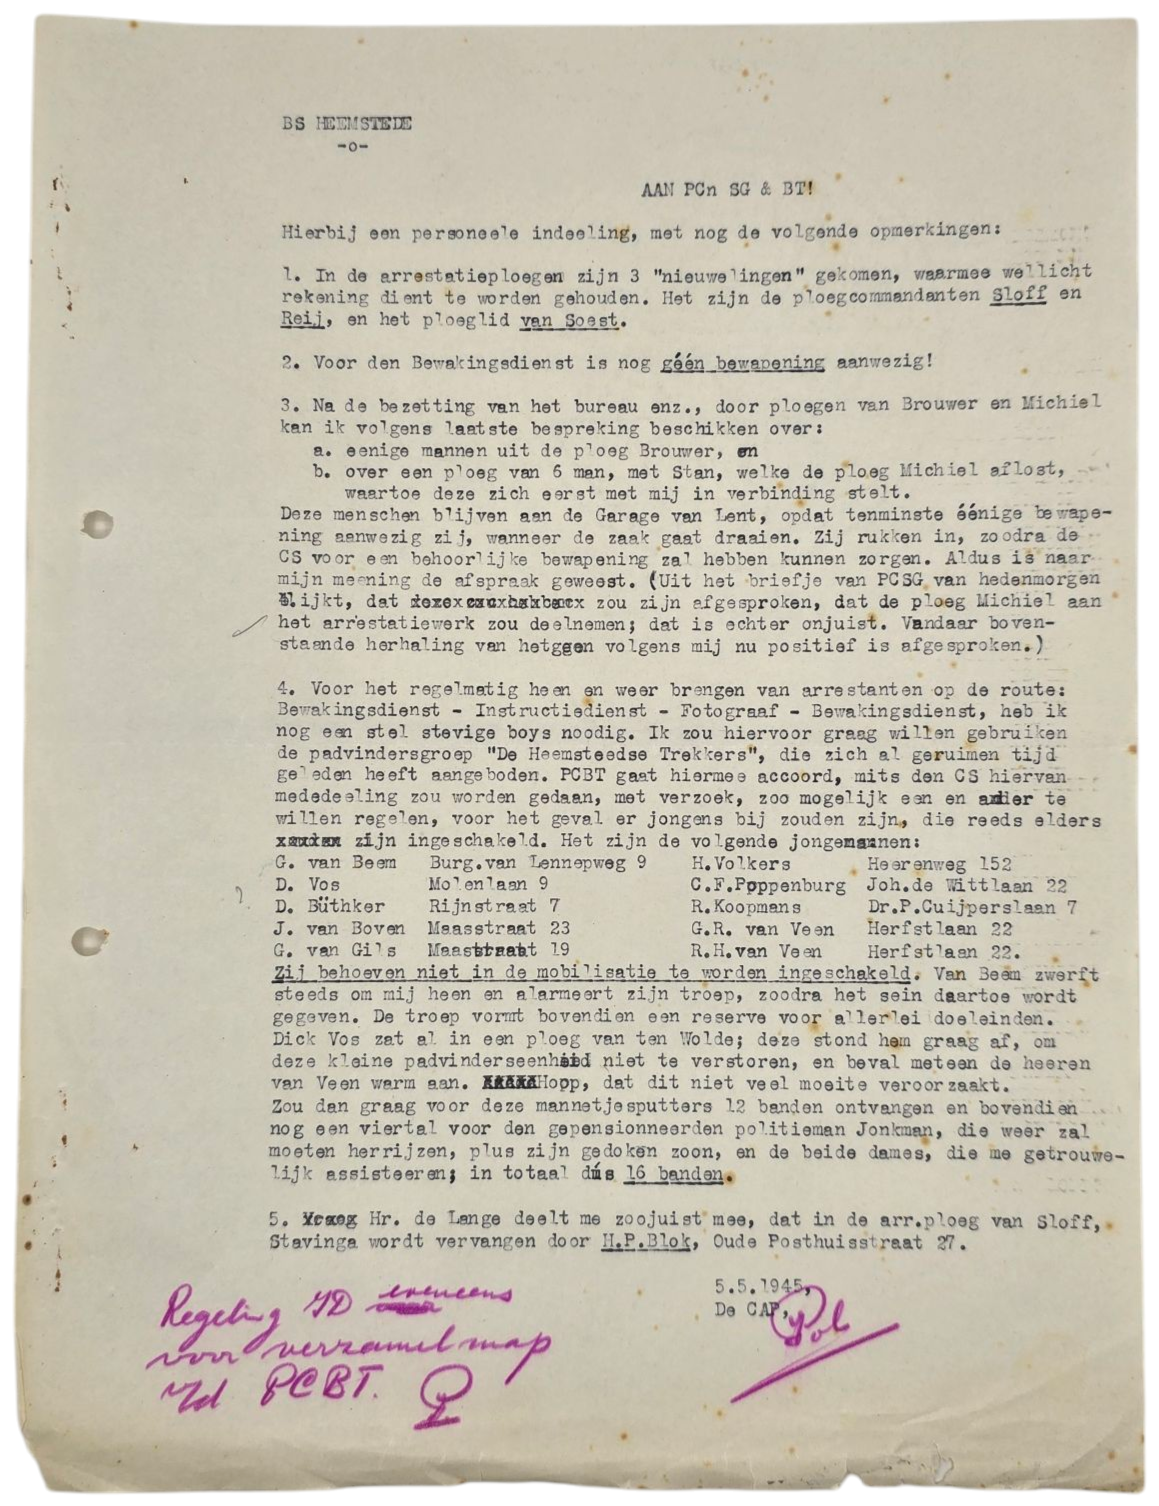 BS HEEMSTEDE
-o-
AAN PCn SG & BT!
Hierbij een personeele indeeling, met nog de volgende opmerkingen:
1. In de arrestatieploegen zijn 3 "nieuwelingen" gekomen, waarmee wellicht
rekening dient te worden gehouden. Het zijn de ploegcommandanten Sloff en
Reij, en het ploeglid van Soest.
2. Voor den Bewakingsdienst is nog géén bewapening aanwezig!
3. Na de bezetting van het bureau enz., door ploegen van Brouwer en Michiel
kan ik volgens laatste bespreking beschikken over:
a. eenige mannen uit de ploeg Brouwer, en
b. over een ploeg van 6 man, met Stan, welke de ploeg Michiel aflost,
waartoe deze zich eerst met mij in verbinding stelt.
Deze menschen blijven aan de Garage van Lent, opdat tenminste éénige bewape-
ning aanwezig zij, wanneer de zaak gaat draaien. Zij rukken in, zoodra de
CS voor een behoorlijke bewapening zal hebben kunnen zorgen. Aldus is naar
mijn meening de afspraak geweest. (Uit het briefje van PCSG van hedenmorgen
blijkt, dat zou zijn afgesproken, dat de ploeg Michiel aan
het arrestatiewerk zou deelnemen; dat is echter onjuist. Vandaar boven-
staande herhaling van hetggen volgens mij nu positief is afgesproken.)
4. Voor het regelmatig heen en weer brengen van arrestanten op de route:
Bewakingsdienst - Instructiedienst - Fotograaf - Bewakingsdienst, heb ik
nog een stel stevige boys noodig. Ik zou hiervoor graag willen gebruiken
de padvindersgroep "De Heemsteedse Trekkers", die zich al geruimen tijd
geleden heeft aangeboden. PCBT gaat hiermee accoord, mits den CS hiervan
mededeeling zou worden gedaan, met verzoek, zoo mogelijk een en ander te
willen regelen, voor het geval er jongens bij zouden zijn, die reeds elders
zijn ingeschakeld. Het zijn de volgende jongemannen:
G. van Beem Burg.van Lennepweg 9 H.Volkers Heerenweg 152
D. Vos Molenlaan 9 C.F.Poppenburg Joh.de Wittlaan 22
D. Büthker Rijnstraat 7 R.Koopmans Dr.P.Cuijperslaan 7
J. van Boven Maasstraat 23 G.R. van Veen Herfstlaan 22
G. van Gils Maasstraat 19 R.H.van Veen Herfstlaan 22.
Zij behoeven niet in de mobilisatie te worden ingeschakeld. Van Beem zwerft
steeds om mij heen en alarmeert zijn troep, zoodra het sein daartoe wordt
gegeven. De troep vormt bovendien een reserve voor allerlei doeleinden.
Dick Vos zat al in een ploeg van ten Wolde; deze stond hem graag af, om
deze kleine padvinderseenheid niet te verstoren, en beval meteen de heeren
van Veen warm aan. Hopp, dat dit niet veel moeite veroorzaakt.
Zou dan graag voor deze mannetjesputters 12 banden ontvangen en bovendien
nog een viertal voor den gepensionneerden politieman Jonkman, die weer zal
moeten herrijzen, plus zijn gedoken zoon, en de beide dames, die me getrouwe-
lijk assisteeren; in totaal dús 16 banden.
5. Hr. de Lange deelt me zoojuist mee, dat in de arr.ploeg van Sloff,
Stavinga wordt vervangen door H.P.Blok, Oude Posthuisstraat 27.
5.5.1945,
De CAP,
Regeling ID eveneens
voor verzamelmap
v/d PCBT.